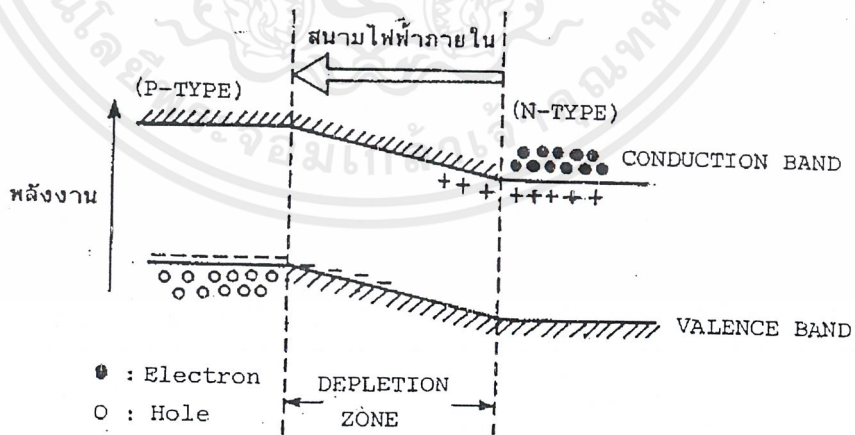 สนามไฟฟ้าภายใน
(P-TYPE)
(N-TYPE)
CONDUCTION BAND
พลังงาน
VALENCE BAND
: Electron
DEPLETION
: Hole
ZONE